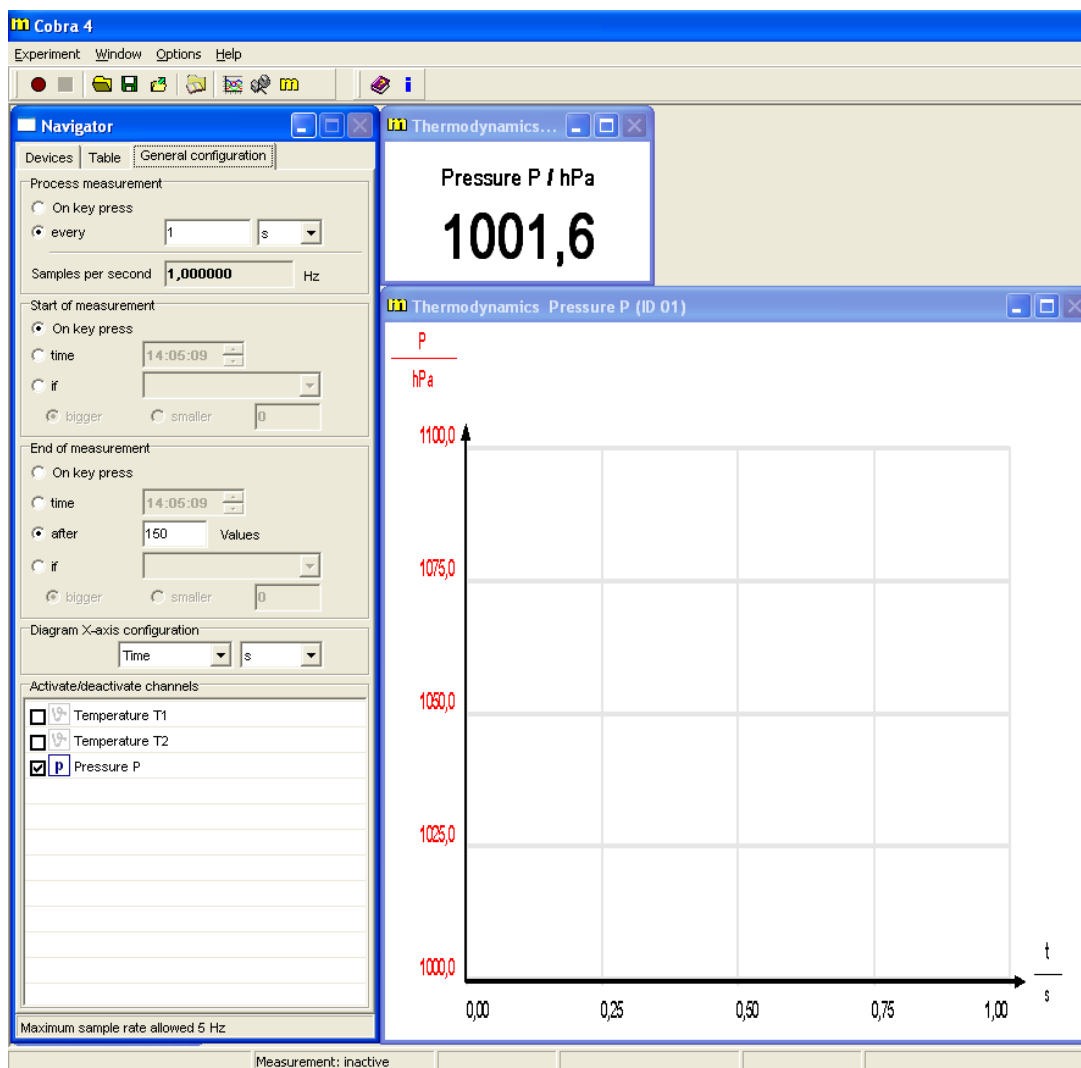 m Cobra 4
Experiment Window Options Help
m i
Navigator
Devices Table General configuration
Process measurement
On key press
every 1 s
Samples per second 1,000000 Hz
Start of measurement
On key press
time 14:05:09
if
bigger smaller 0
End of measurement
On key press
time 14:05:09
after 150 Values
if
bigger smaller 0
Diagram X-axis configuration
Time s
Activate/deactivate channels
Temperature T1
Temperature T2
p Pressure P
Maximum sample rate allowed 5 Hz
m Thermodynamics...
Pressure P / hPa
1001,6
m Thermodynamics Pressure P (ID 01)
P
hPa
1100,0
1075,0
1050,0
1025,0
1000,0
0,00 0,25 0,50 0,75 1,00
t
s
Measurement: inactive